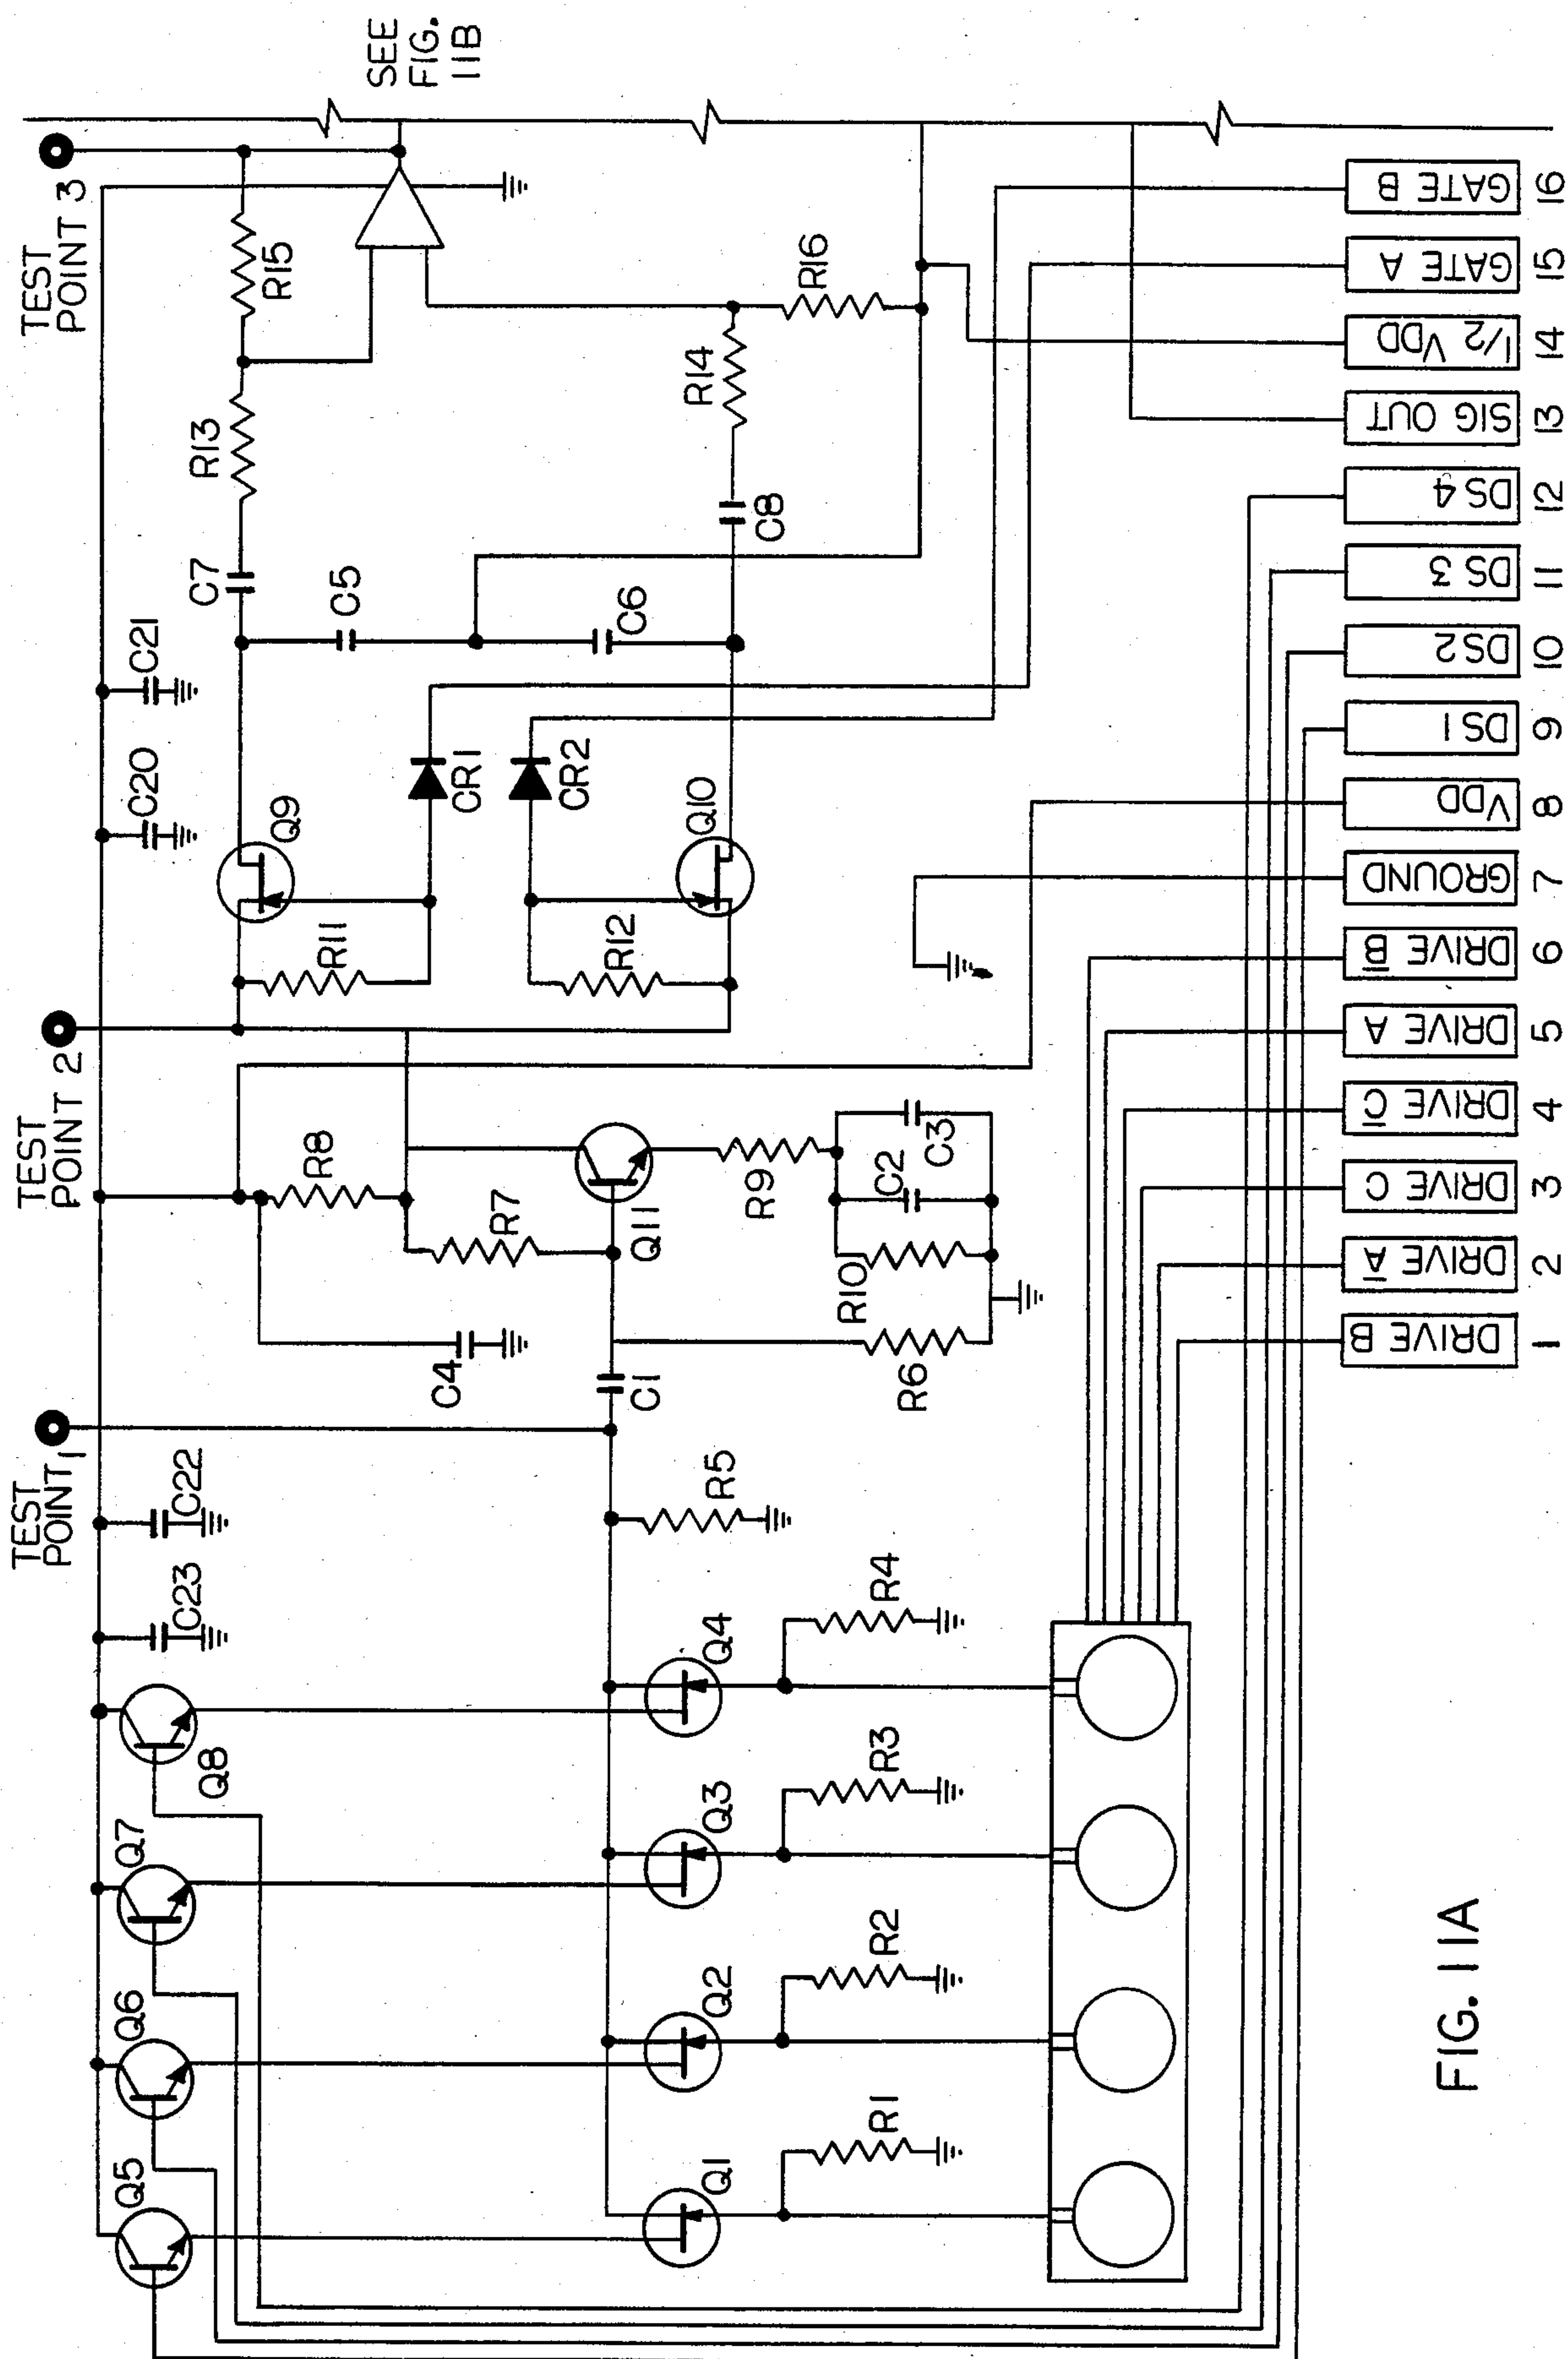 SEE
FIG.
11B
TEST
POINT 3
R15
R13
C7
C21
C20
C5
R16
R14
C8
C6
Q9
CR1
CR2
Q10
R11
R12
TEST
POINT 2
R8
R7
Q11
R9
C2
C3
R10
C4
C1
R6
TEST
POINT 1
C22
C23
R5
R4
Q4
Q8
Q7
Q3
R3
Q6
Q2
R2
Q5
Q1
R1
GATE B 16
GATE A 15
1/2 VDD 14
SIG OUT 13
DS 4 12
DS 3 11
DS 2 10
DS 1 9
VDD 8
GROUND 7
DRIVE B̅ 6
DRIVE A 5
DRIVE C̅ 4
DRIVE C 3
DRIVE A̅ 2
DRIVE B 1
FIG. 11A